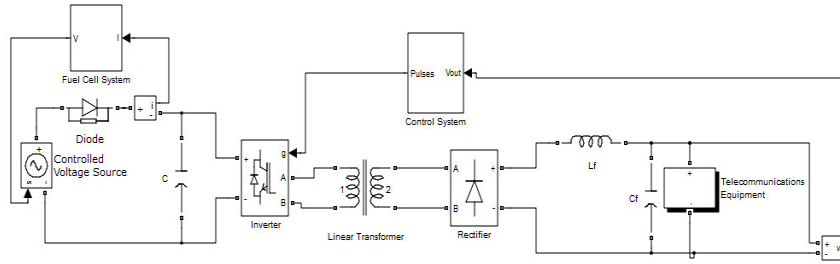 V
I
Fuel Cell System
Pulses
Vout
Control System
+
i
-
Diode
+
Controlled
Voltage Source
s
-
C
+
g
A
-
B
Inverter
1
2
Linear Transformer
A
+
B
-
Rectifier
Lf
Cf
+
-
Telecommunications
Equipment
+
-
v